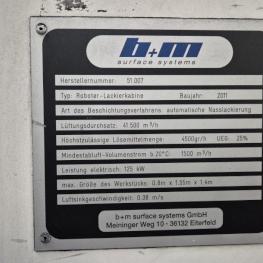 b+m
surface systems
Herstellernummer: 51.007
Typ: Roboter-Lackierkabine Baujahr: 2011
Art des Beschichtungsverfahrens: automatische Nasslackierung
Lüftungsdurchsatz: 41.500 m³/h
Höchstzulässige Lösemittelmenge: 4500gr/h UEG: 25%
Mindestabluft-Volumenstrom b.20°C: 1500 m³/h
Leistung elektrisch: 125 kW
max. Größe des Werkstücks: 0.8m x 1.55m x 1.4m
Luftsinkgeschwindigkeit: 0.38 m/s
b+m surface systems GmbH
Meininger Weg 10 - 36132 Eiterfeld